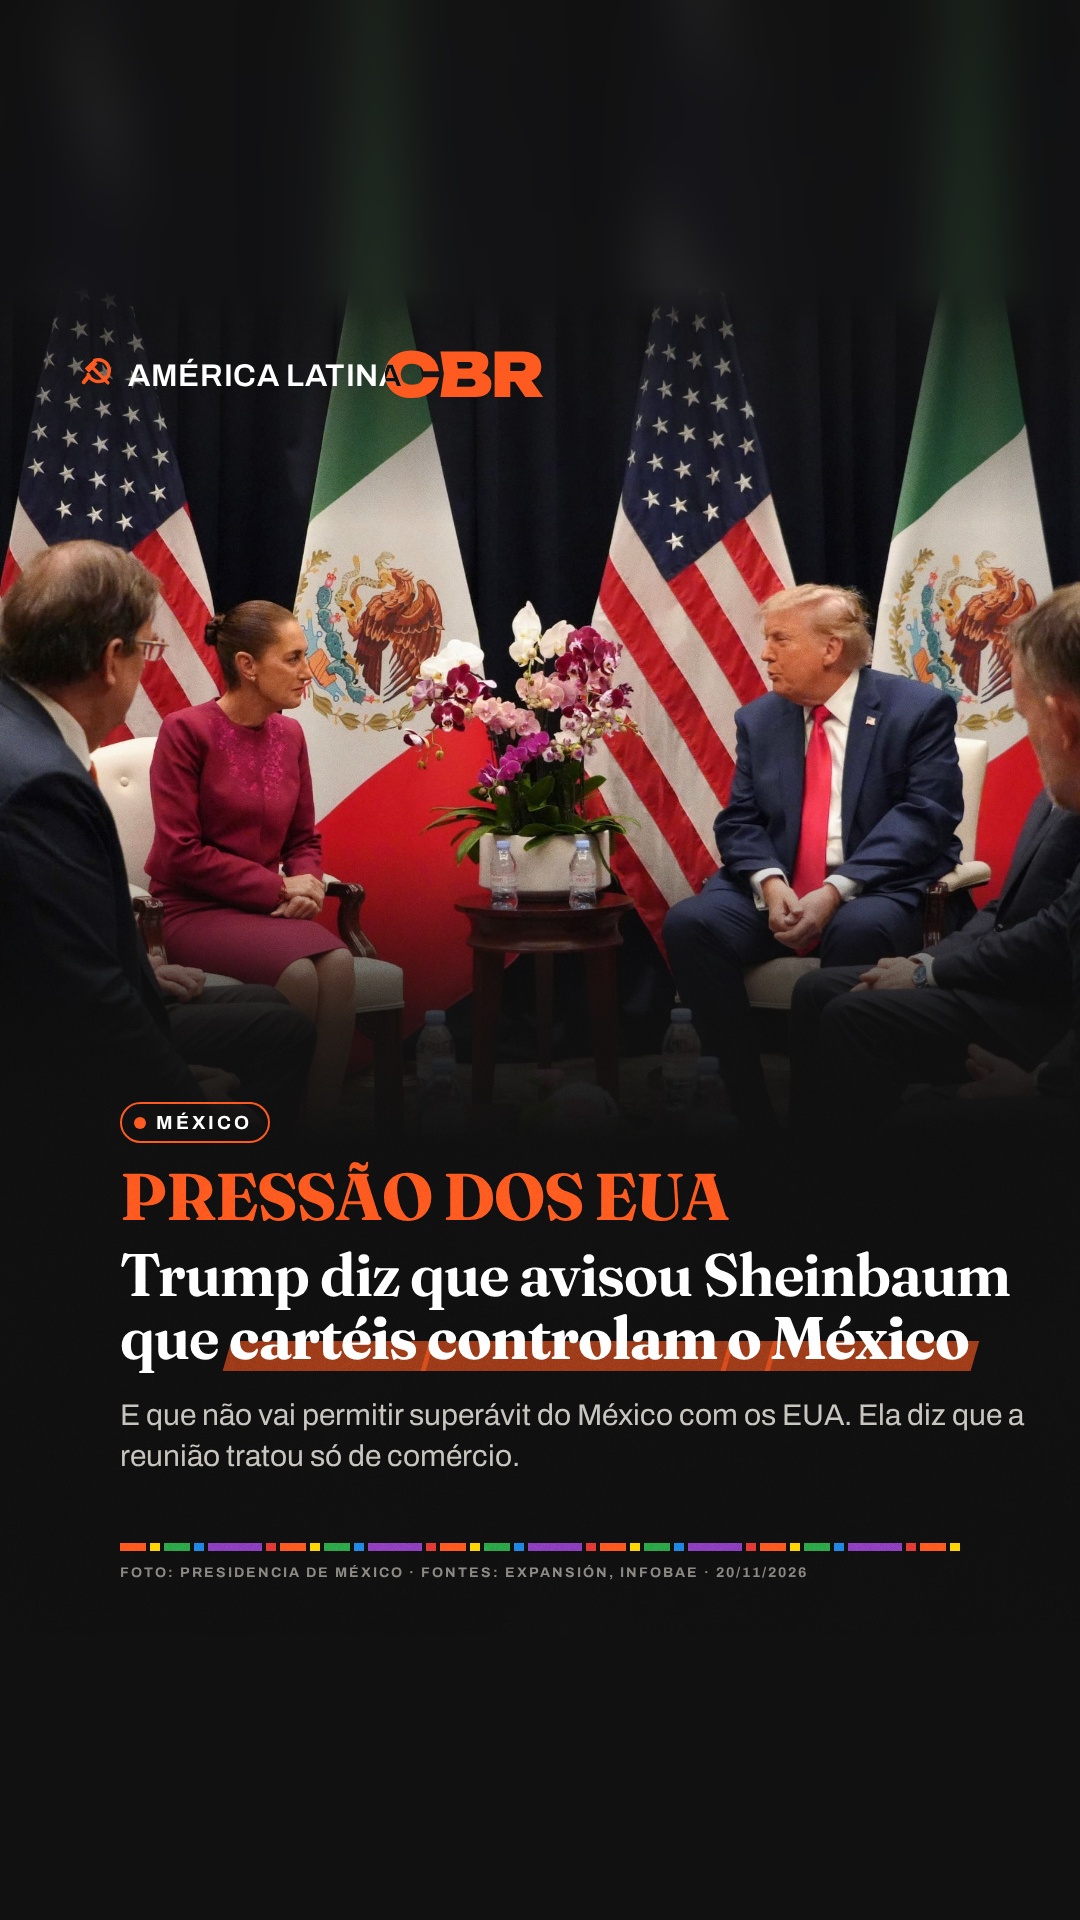 AMÉRICA LATINA CBR
MÉXICO
PRESSÃO DOS EUA
Trump diz que avisou Sheinbaum
que cartéis controlam o México
E que não vai permitir superávit do México com os EUA. Ela diz que a
reunião tratou só de comércio.
FOTO: PRESIDENCIA DE MÉXICO · FONTES: EXPANSIÓN, INFOBAE · 20/11/2026